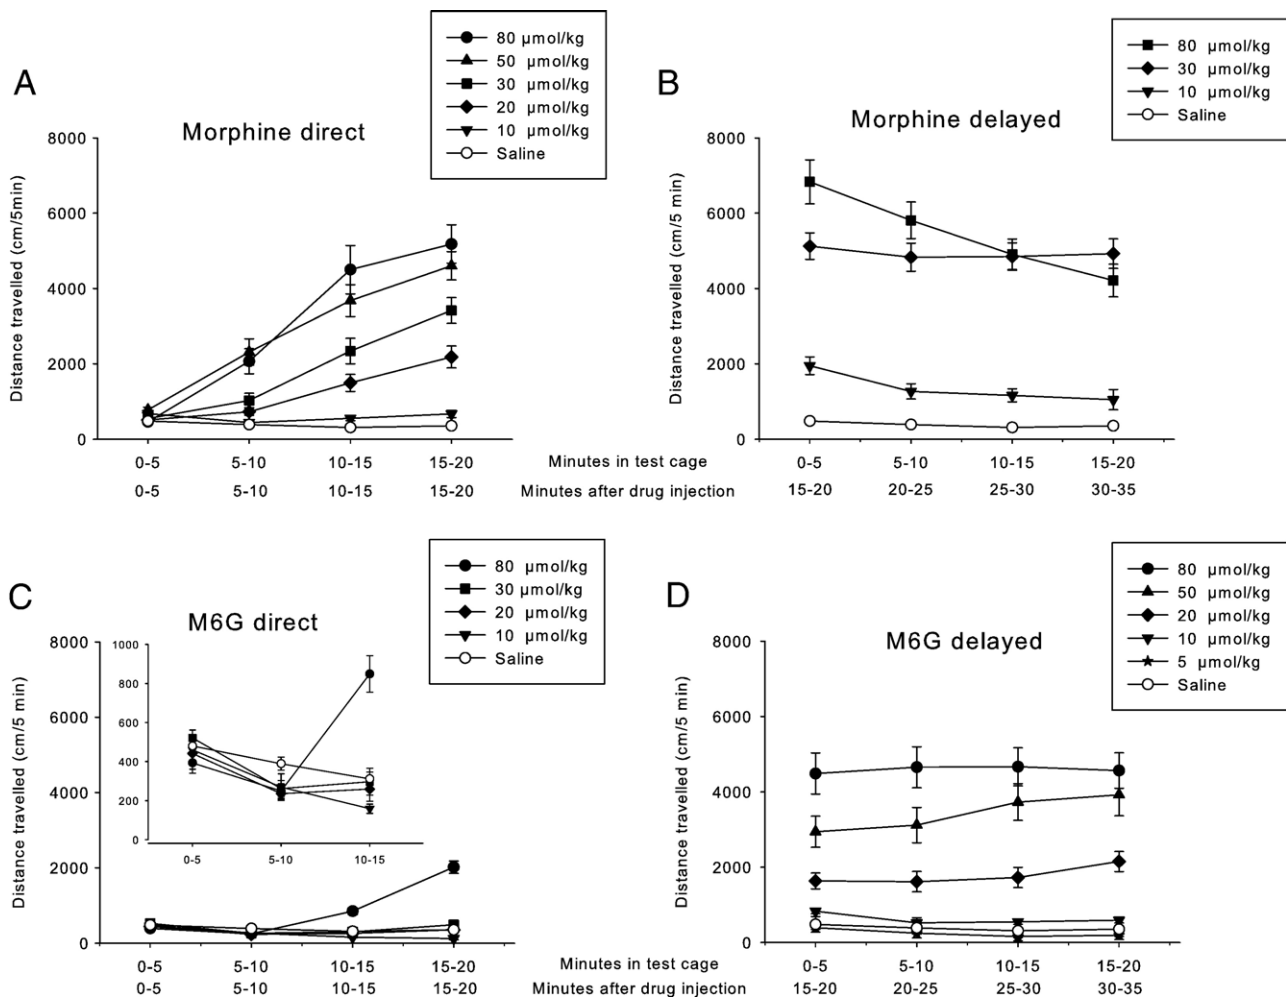 A
Morphine direct
80 µmol/kg
50 µmol/kg
30 µmol/kg
20 µmol/kg
10 µmol/kg
Saline
Distance travelled (cm/5min)
8000
6000
4000
2000
0
0-5 5-10 10-15 15-20
0-5 5-10 10-15 15-20
Minutes in test cage
Minutes after drug injection
B
Morphine delayed
80 µmol/kg
30 µmol/kg
10 µmol/kg
Saline
Distance travelled (cm/5 min)
8000
6000
4000
2000
0
0-5 5-10 10-15 15-20
15-20 20-25 25-30 30-35
C
M6G direct
80 µmol/kg
30 µmol/kg
20 µmol/kg
10 µmol/kg
Saline
Distance travelled (cm/5 min)
8000
6000
4000
2000
0
1000
800
600
400
200
0
0-5 5-10 10-15
0-5 5-10 10-15 15-20
0-5 5-10 10-15 15-20
Minutes in test cage
Minutes after drug injection
D
M6G delayed
80 µmol/kg
50 µmol/kg
20 µmol/kg
10 µmol/kg
5 µmol/kg
Saline
Distance travelled (cm/5 min)
8000
6000
4000
2000
0
0-5 5-10 10-15 15-20
15-20 20-25 25-30 30-35